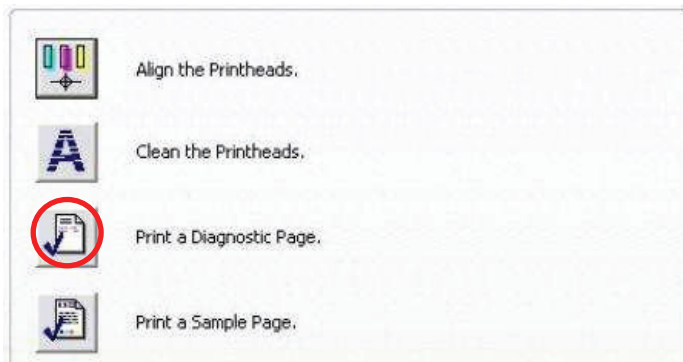 Align the Printheads.
Clean the Printheads.
Print a Diagnostic Page.
Print a Sample Page.